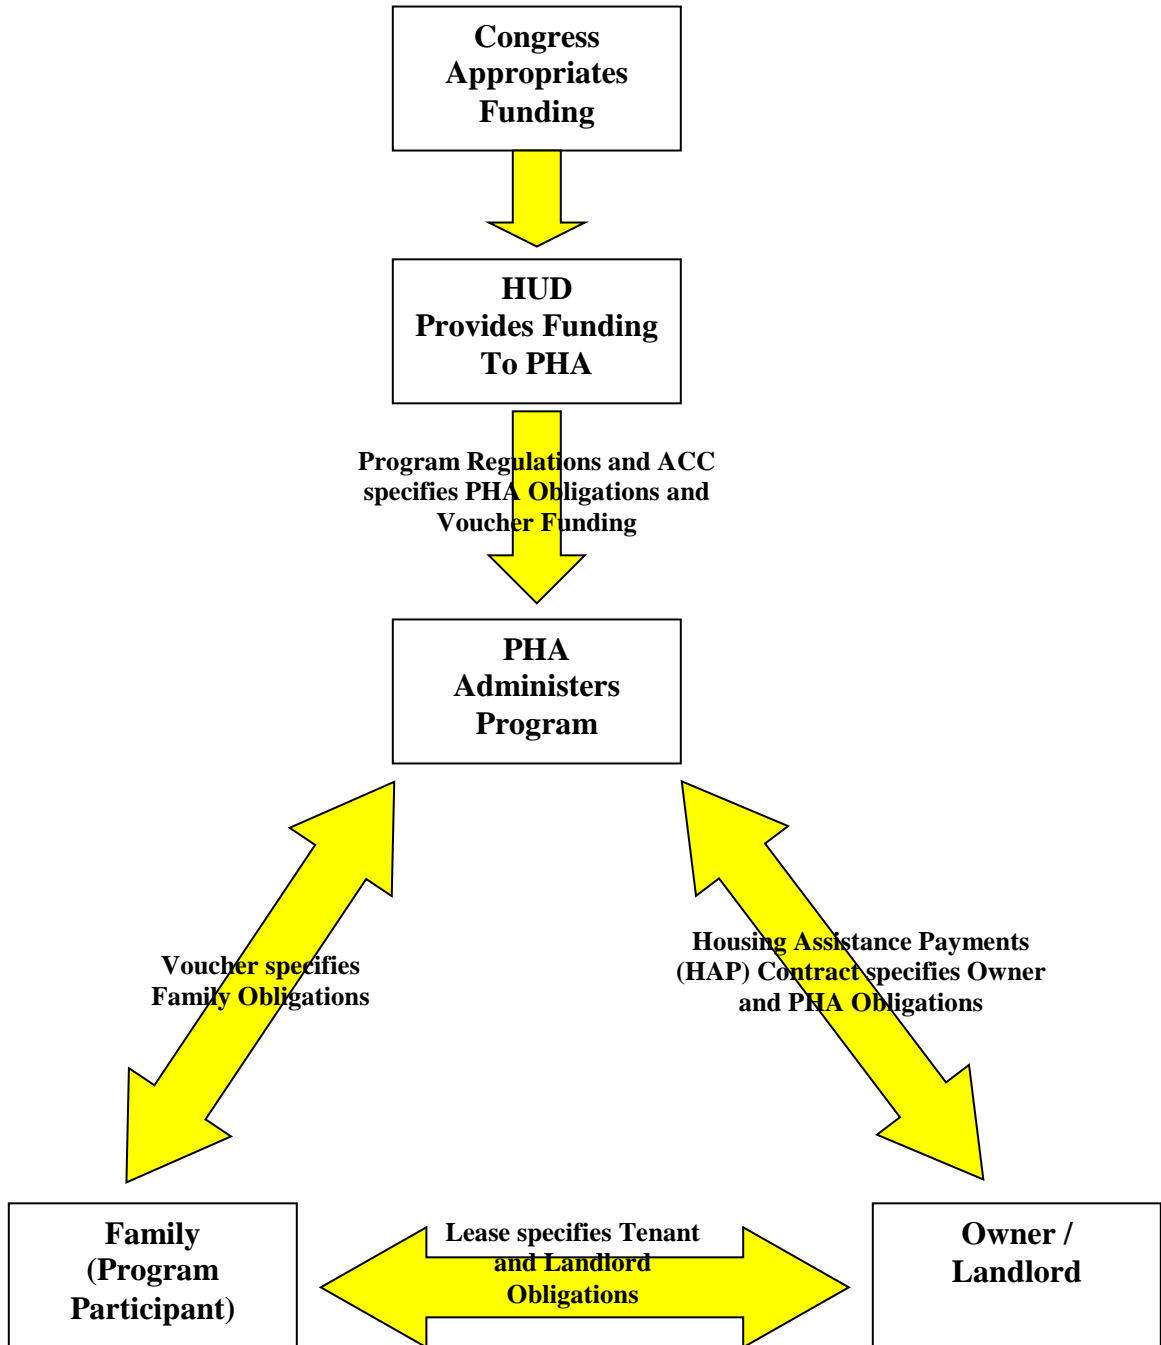 Congress
Appropriates
Funding
HUD
Provides Funding
To PHA
Program Regulations and ACC
specifies PHA Obligations and
Voucher Funding
PHA
Administers
Program
Voucher specifies
Family Obligations
Housing Assistance Payments
(HAP) Contract specifies Owner
and PHA Obligations
Family
(Program
Participant)
Lease specifies Tenant
and Landlord
Obligations
Owner /
Landlord